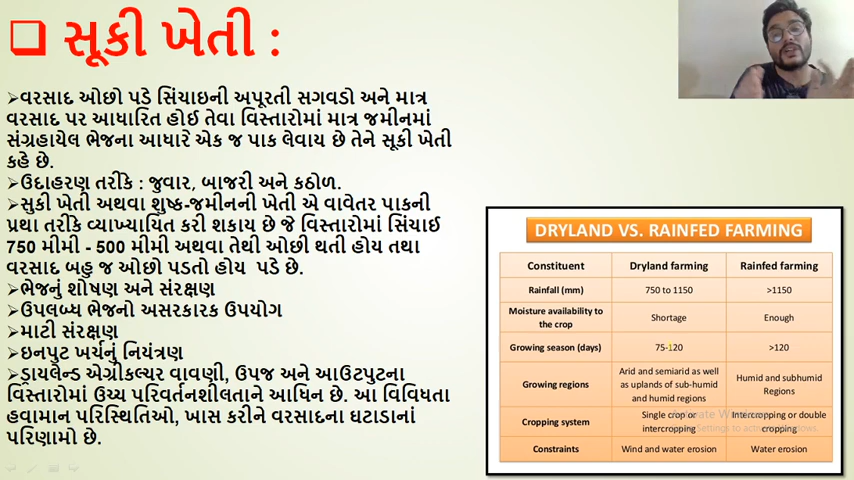 ❑ સૂકી ખેતી :
➢વરસાદ ઓછો પડે સિંચાઇની અપૂરતી સગવડો અને માત્ર
વરસાદ પર આધારિત હોઈ તેવા વિસ્તારોમાં માત્ર જમીનમાં
સંગ્રહાયેલ ભેજના આધારે એક જ પાક લેવાય છે તેને સૂકી ખેતી
કહે છે.
➢ઉદાહરણ તરીકે : જુવાર, બાજરી અને કઠોળ.
➢સુકી ખેતી અથવા શુષ્ક-જમીનની ખેતી એ વાવેતર પાકની
પ્રથા તરીકે વ્યાખ્યાયિત કરી શકાય છે જે વિસ્તારોમાં સિંચાઈ
750 મીમી - 500 મીમી અથવા તેથી ઓછી થતી હોય તથા
વરસાદ બહુ જ ઓછો પડતો હોય  પડે છે.
➢ભેજનું શોષણ અને સંરક્ષણ
➢ઉપલબ્ધ ભેજનો અસરકારક ઉપયોગ
➢માટી સંરક્ષણ
➢ઇનપુટ ખર્ચનું નિયંત્રણ
➢ડ્રાયલેન્ડ એગ્રીકલ્ચર વાવણી, ઉપજ અને આઉટપુટના
વિસ્તારોમાં ઉચ્ચ પરિવર્તનશીલતાને આધિન છે. આ વિવિધતા
હવામાન પરિસ્થિતિઓ, ખાસ કરીને વરસાદના ઘટાડાનાં
પરિણામો છે.
DRYLAND VS. RAINFED FARMING
Constituent Dryland farming Rainfed farming
Rainfall (mm) 750 to 1150 >1150
Moisture availability to
the crop Shortage Enough
Growing season (days) 75-120 >120
Growing regions Arid and semiarid as well
as uplands of sub-humid
and humid regions Humid and subhumid
Regions
Cropping system Single crop or
intercropping Intercropping or double
cropping
Constraints Wind and water erosion Water erosion
Activate Windows
Settings to activate Windows.